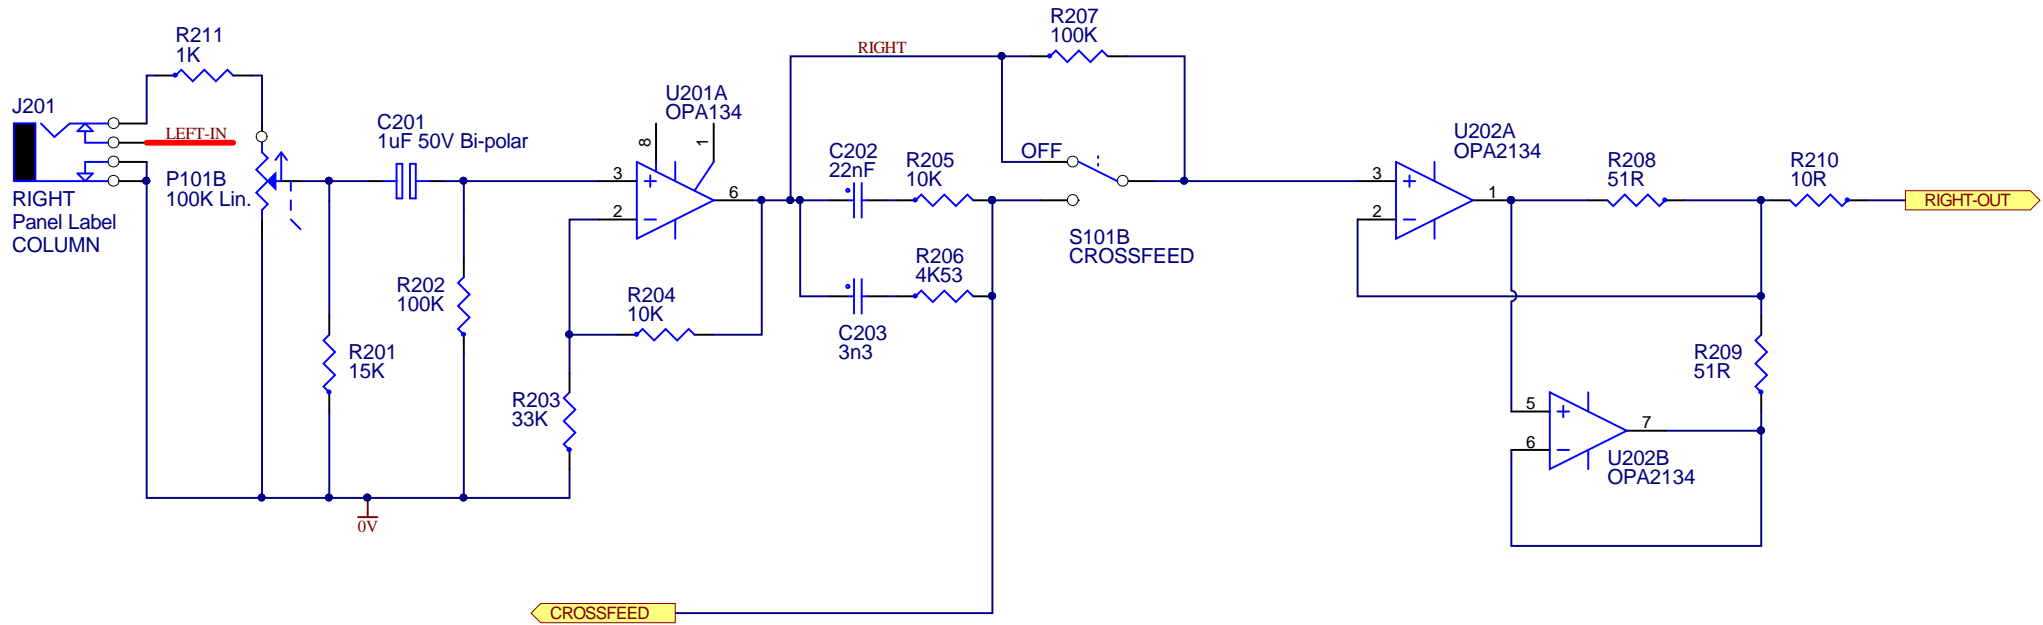 R211
1K
J201
LEFT-IN
RIGHT
Panel Label
COLUMN
P101B
100K Lin.
C201
1uF 50V Bi-polar
R202
100K
R201
15K
0V
U201A
OPA134
8
1
3
2
6
R204
10K
R203
33K
RIGHT
C202
22nF
R205
10K
R206
4K53
C203
3n3
R207
100K
OFF
S101B
CROSSFEED
CROSSFEED
U202A
OPA2134
3
2
1
R208
51R
R210
10R
RIGHT-OUT
R209
51R
5
6
7
U202B
OPA2134